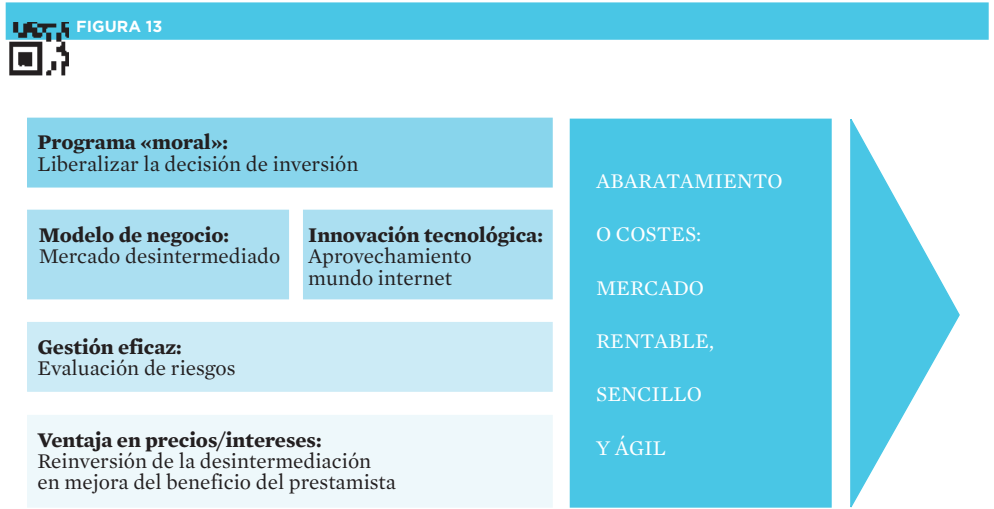 FIGURA 13
Programa «moral»:
Liberalizar la decisión de inversión
Modelo de negocio:
Mercado desintermediado
Innovación tecnológica:
Aprovechamiento
mundo internet
Gestión eficaz:
Evaluación de riesgos
Ventaja en precios/intereses:
Reinversión de la desintermediación
en mejora del beneficio del prestamista
ABARATAMIENTO
O COSTES:
MERCADO
RENTABLE,
SENCILLO
Y ÁGIL